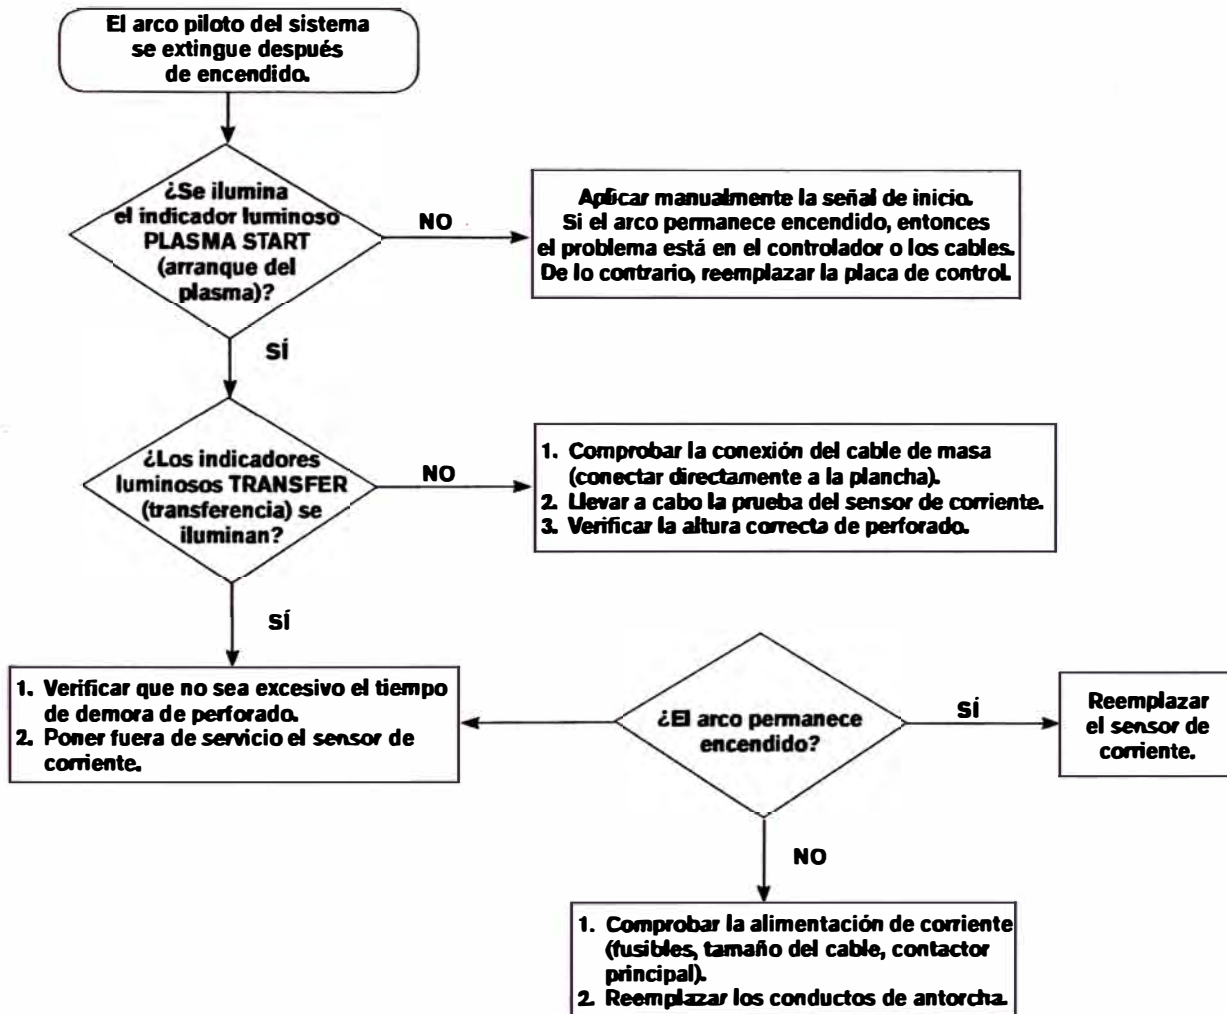 El arco piloto del sistema
se extingue después
de encendido.
¿Se ilumina
el indicador luminoso
PLASMA START
(arranque del
plasma)?
NO
Aplicar manualmente la señal de inicio.
Si el arco permanece encendido, entonces
el problema está en el controlador o los cables.
De lo contrario, reemplazar la placa de control.
SÍ
¿Los indicadores
luminosos TRANSFER
(transferencia) se
iluminan?
NO
1. Comprobar la conexión del cable de masa
(conectar directamente a la plancha).
2. Llevar a cabo la prueba del sensor de corriente.
3. Verificar la altura correcta de perforado.
SÍ
1. Verificar que no sea excesivo el tiempo
de demora de perforado.
2. Poner fuera de servicio el sensor de
corriente.
¿El arco permanece
encendido?
SÍ
Reemplazar
el sensor de
corriente.
NO
1. Comprobar la alimentación de corriente
(fusibles, tamaño del cable, contactor
principal).
2. Reemplazar los conductos de antorcha.